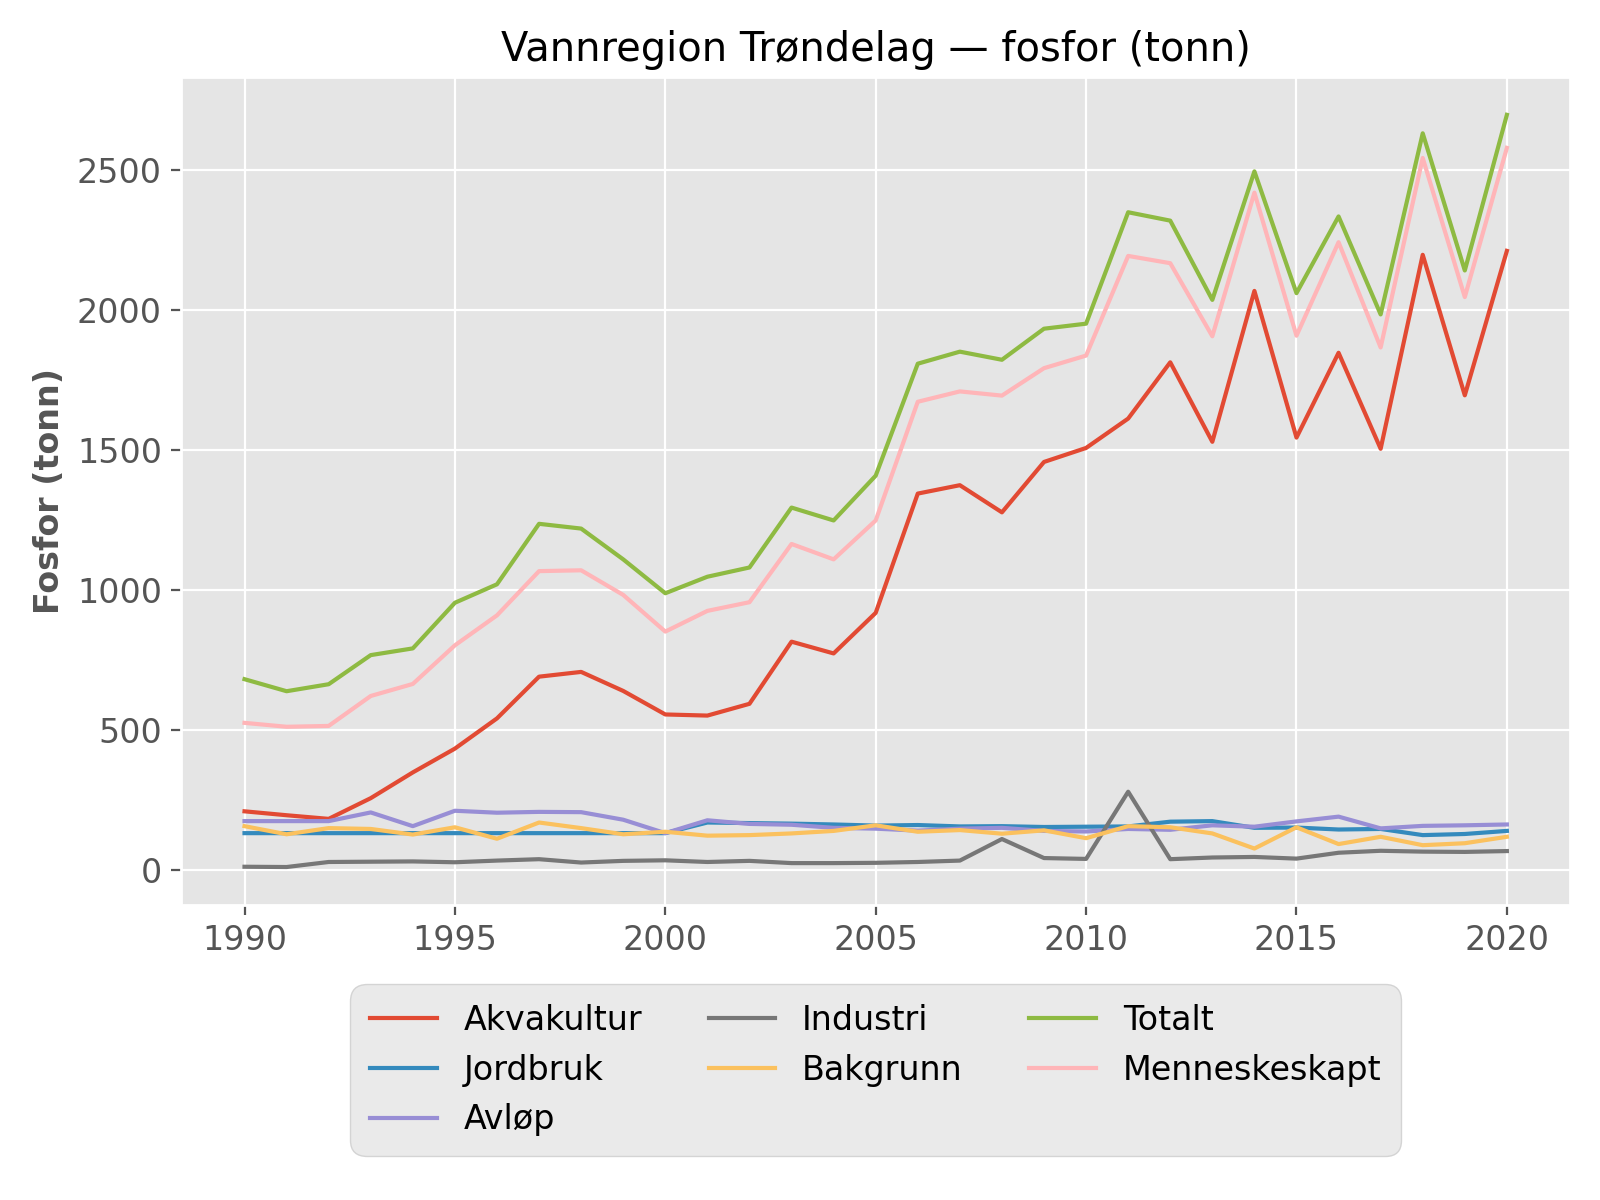 Vannregion Trøndelag — fosfor (tonn)
Fosfor (tonn)
2500
2000
1500
1000
500
0
1990 1995 2000 2005 2010 2015 2020
Akvakultur Industri Totalt
Jordbruk Bakgrunn Menneskeskapt
Avløp